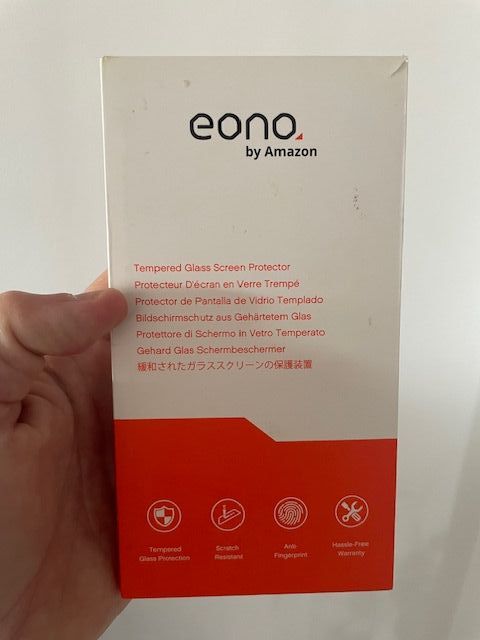 eono
by Amazon
Tempered Glass Screen Protector
Protecteur D'écran en Verre Trempé
Protector de Pantalla de Vidrio Templado
Bildschirmschutz aus Gehärtetem Glas
Protettore di Schermo in Vetro Temperato
Gehard Glas Schermbeschermer
緩和されたガラススクリーンの保護装置
Tempered
Glass Protection
Scratch
Resistant
Anti-
Fingerprint
Hassle-Free
Warranty